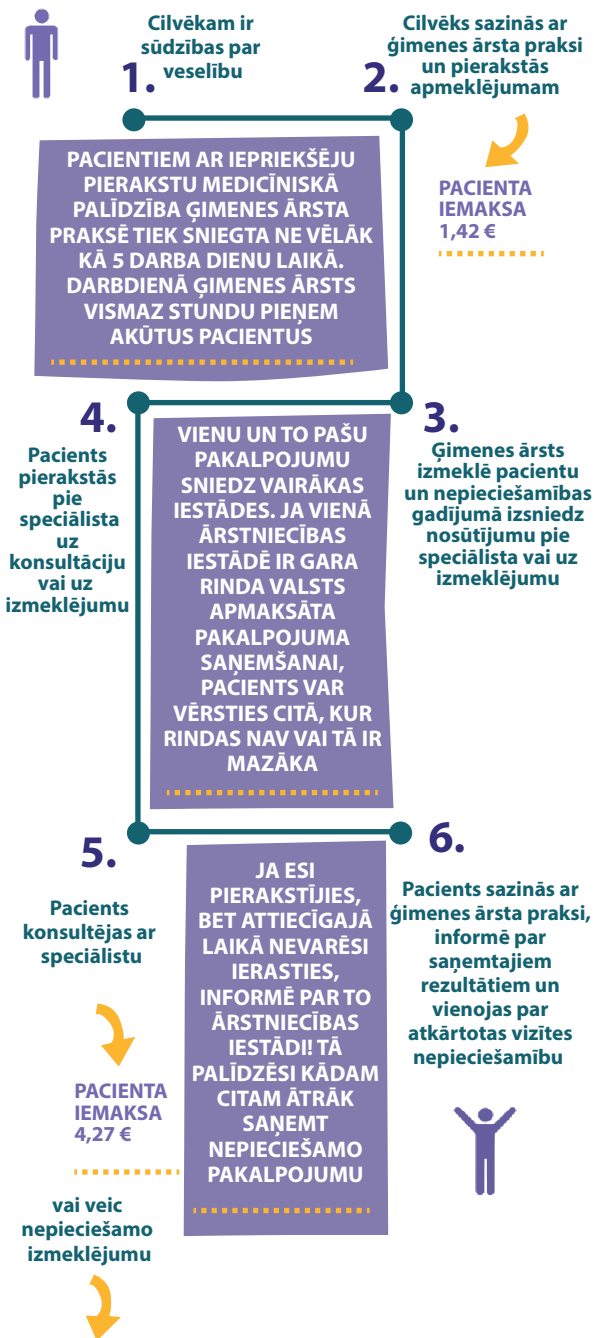 1.
Cilvēkam ir
sūdzības par
veselību
2.
Cilvēks sazinās ar
ģimenes ārsta praksi
un pierakstās
apmeklējumam
PACIENTA
IEMAKSA
1,42 €
PACIENTIEM AR IEPRIEKŠĒJU
PIERAKSTU MEDICĪNISKĀ
PALĪDZĪBA ĢIMENES ĀRSTA
PRAKSĒ TIEK SNIEGTA NE VĒLĀK
KĀ 5 DARBA DIENU LAIKĀ.
DARBDIENĀ ĢIMENES ĀRSTS
VISMAZ STUNDU PIEŅEM
AKŪTUS PACIENTUS
3.
Ģimenes ārsts
izmeklē pacientu
un nepieciešamības
gadījumā izsniedz
nosūtījumu pie
speciālista vai uz
izmeklējumu
4.
Pacients
pierakstās
pie
speciālista
uz
konsultāciju
vai uz
izmeklējumu
VIENU UN TO PAŠU
PAKALPOJUMU
SNIEDZ VAIRĀKAS
IESTĀDES. JA VIENĀ
ĀRSTNIECĪBAS
IESTĀDĒ IR GARA
RINDA VALSTS
APMAKSĀTA
PAKALPOJUMA
SAŅEMŠANAI,
PACIENTS VAR
VĒRSTIES CITĀ, KUR
RINDAS NAV VAI TĀ IR
MAZĀKA
5.
Pacients
konsultējas ar
speciālistu
PACIENTA
IEMAKSA
4,27 €
vai veic
nepieciešamo
izmeklējumu
JA ESI
PIERAKSTĪJIES,
BET ATTIECĪGAJĀ
LAIKĀ NEVARĒSI
IERASTIES,
INFORMĒ PAR TO
ĀRSTNIECĪBAS
IESTĀDI! TĀ
PALĪDZĒSI KĀDAM
CITAM ĀTRĀK
SAŅEMT
NEPIECIEŠAMO
PAKALPOJUMU
6.
Pacients sazinās ar
ģimenes ārsta praksi,
informē par
saņemtajiem
rezultātiem un
vienojas par
atkārtotas vizītes
nepieciešamību